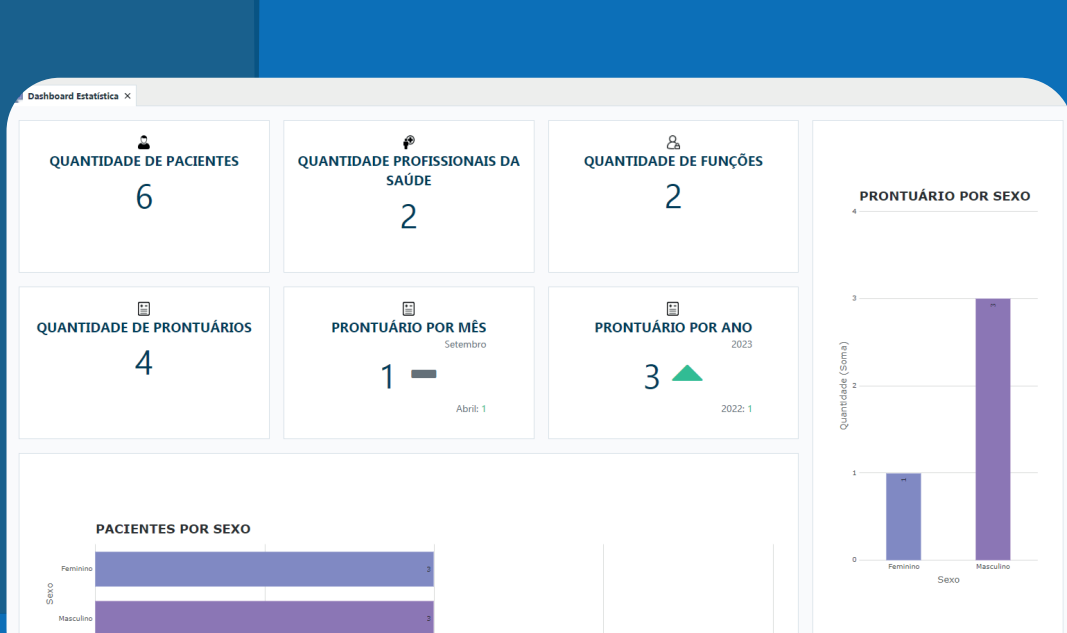 Dashboard Estatística ×
QUANTIDADE DE PACIENTES
6
QUANTIDADE PROFISSIONAIS DA
SAÚDE
2
QUANTIDADE DE FUNÇÕES
2
QUANTIDADE DE PRONTUÁRIOS
4
PRONTUÁRIO POR MÊS
Setembro
1
Abril: 1
PRONTUÁRIO POR ANO
2023
3
2022: 1
PRONTUÁRIO POR SEXO
4
3
2
1
0
Quantidade (Soma)
1
3
Feminino
Masculino
Sexo
PACIENTES POR SEXO
Sexo
Feminino
3
Masculino
3